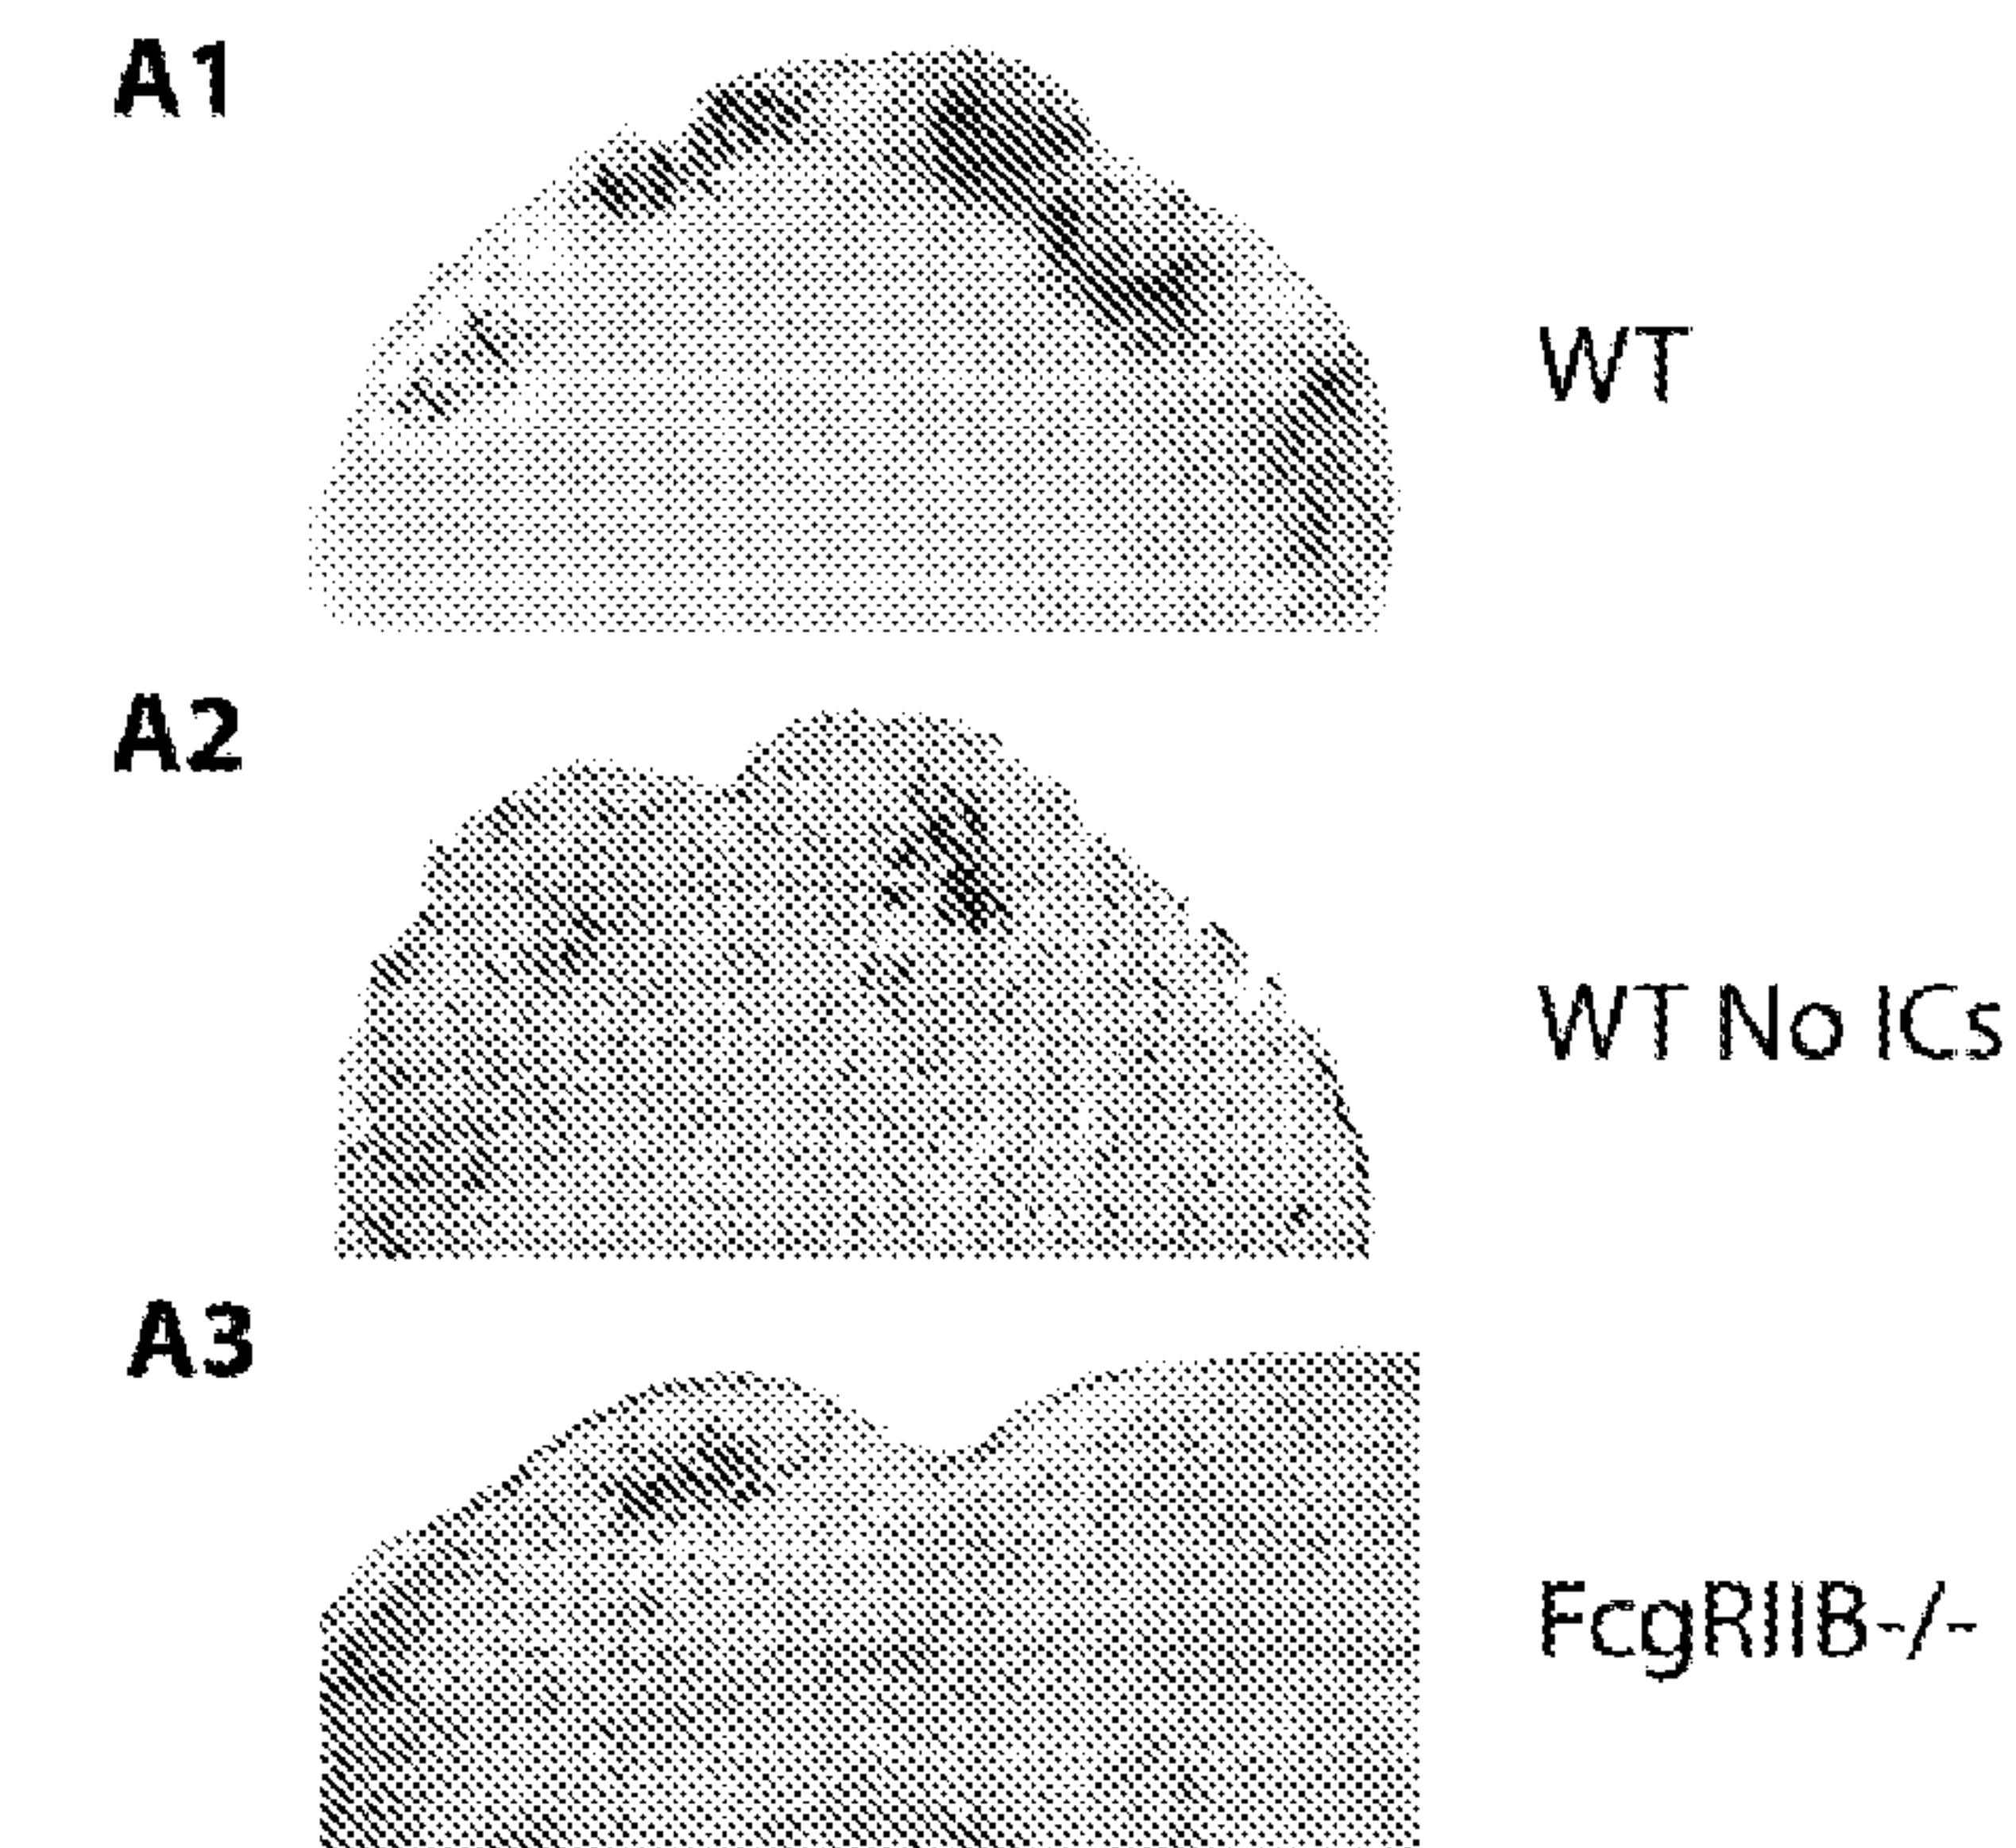 A1
WT
A2
WT No ICs
A3
FcgRIIB-/-